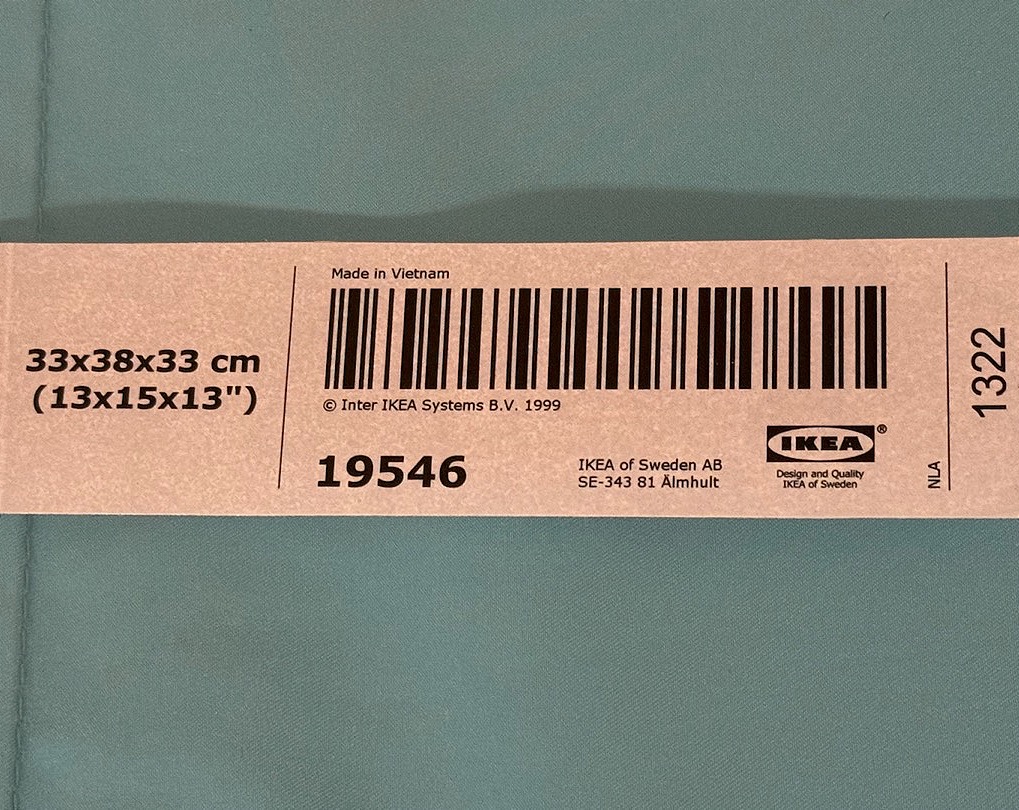 33x38x33 cm
(13x15x13")
Made in Vietnam
© Inter IKEA Systems B.V. 1999
19546
IKEA of Sweden AB
SE-343 81 Älmhult
IKEA®
Design and Quality
IKEA of Sweden
NLA
1322